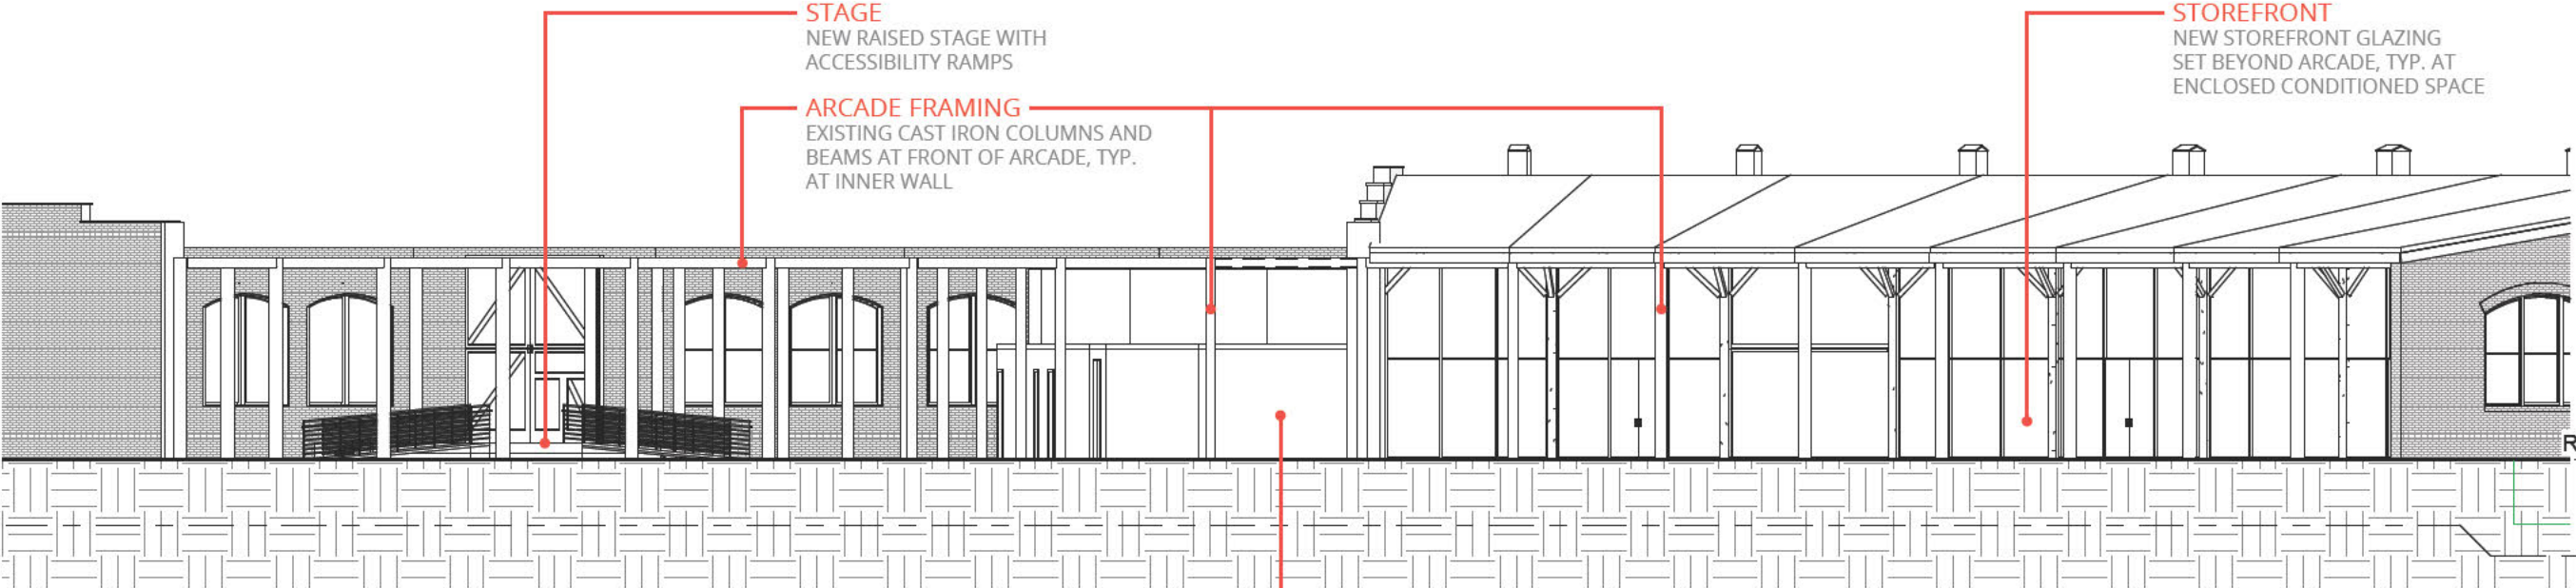 STAGE
NEW RAISED STAGE WITH
ACCESSIBILITY RAMPS
ARCADE FRAMING
EXISTING CAST IRON COLUMNS AND
BEAMS AT FRONT OF ARCADE, TYP.
AT INNER WALL
STOREFRONT
NEW STOREFRONT GLAZING
SET BEYOND ARCADE, TYP. AT
ENCLOSED CONDITIONED SPACE
R